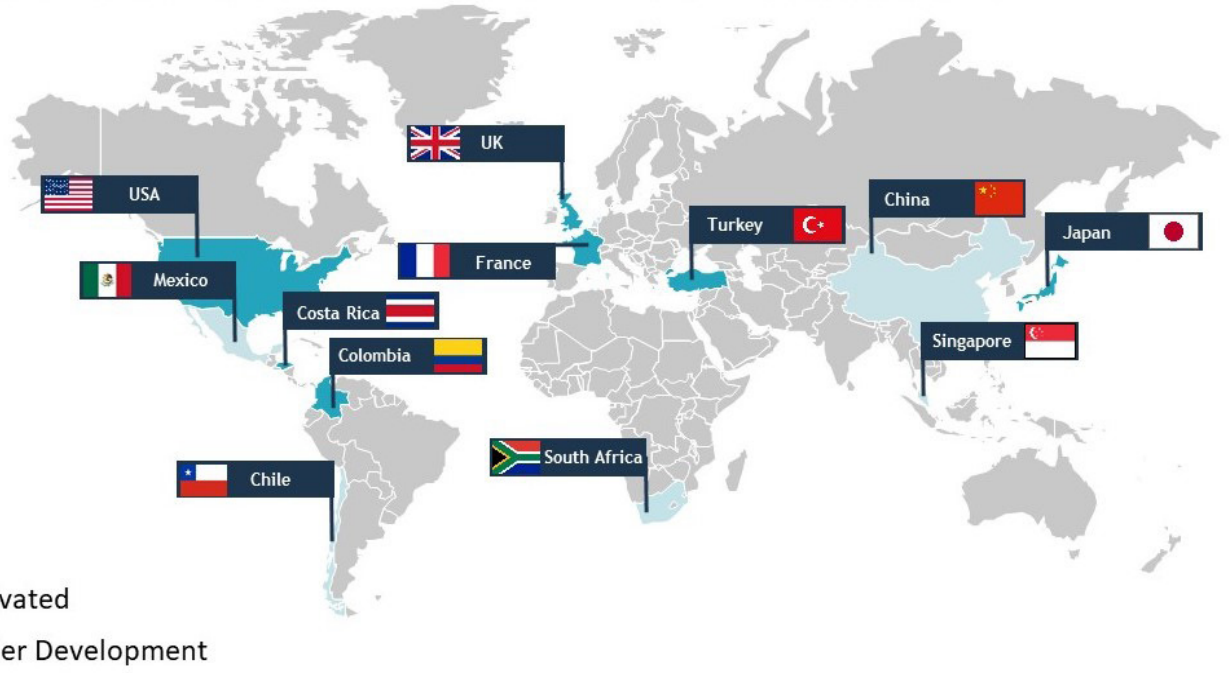 UK
USA
China
Turkey
Japan
France
Mexico
Costa Rica
Singapore
Colombia
South Africa
Chile
vated
er Development